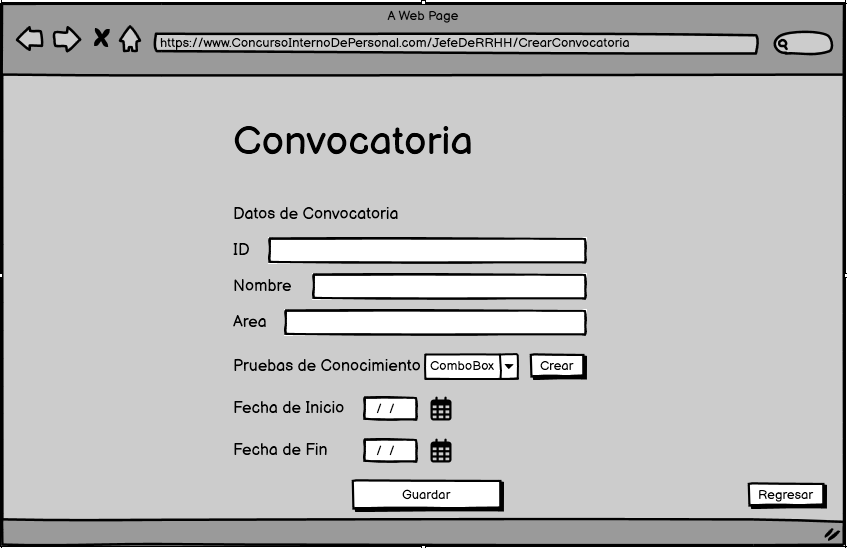 A Web Page
https://www.ConcursoInternoDePersonal.com/JefeDeRRHH/CrearConvocatoria
Convocatoria
Datos de Convocatoria
ID
Nombre
Area
Pruebas de Conocimiento ComboBox Crear
Fecha de Inicio / /
Fecha de Fin / /
Guardar
Regresar